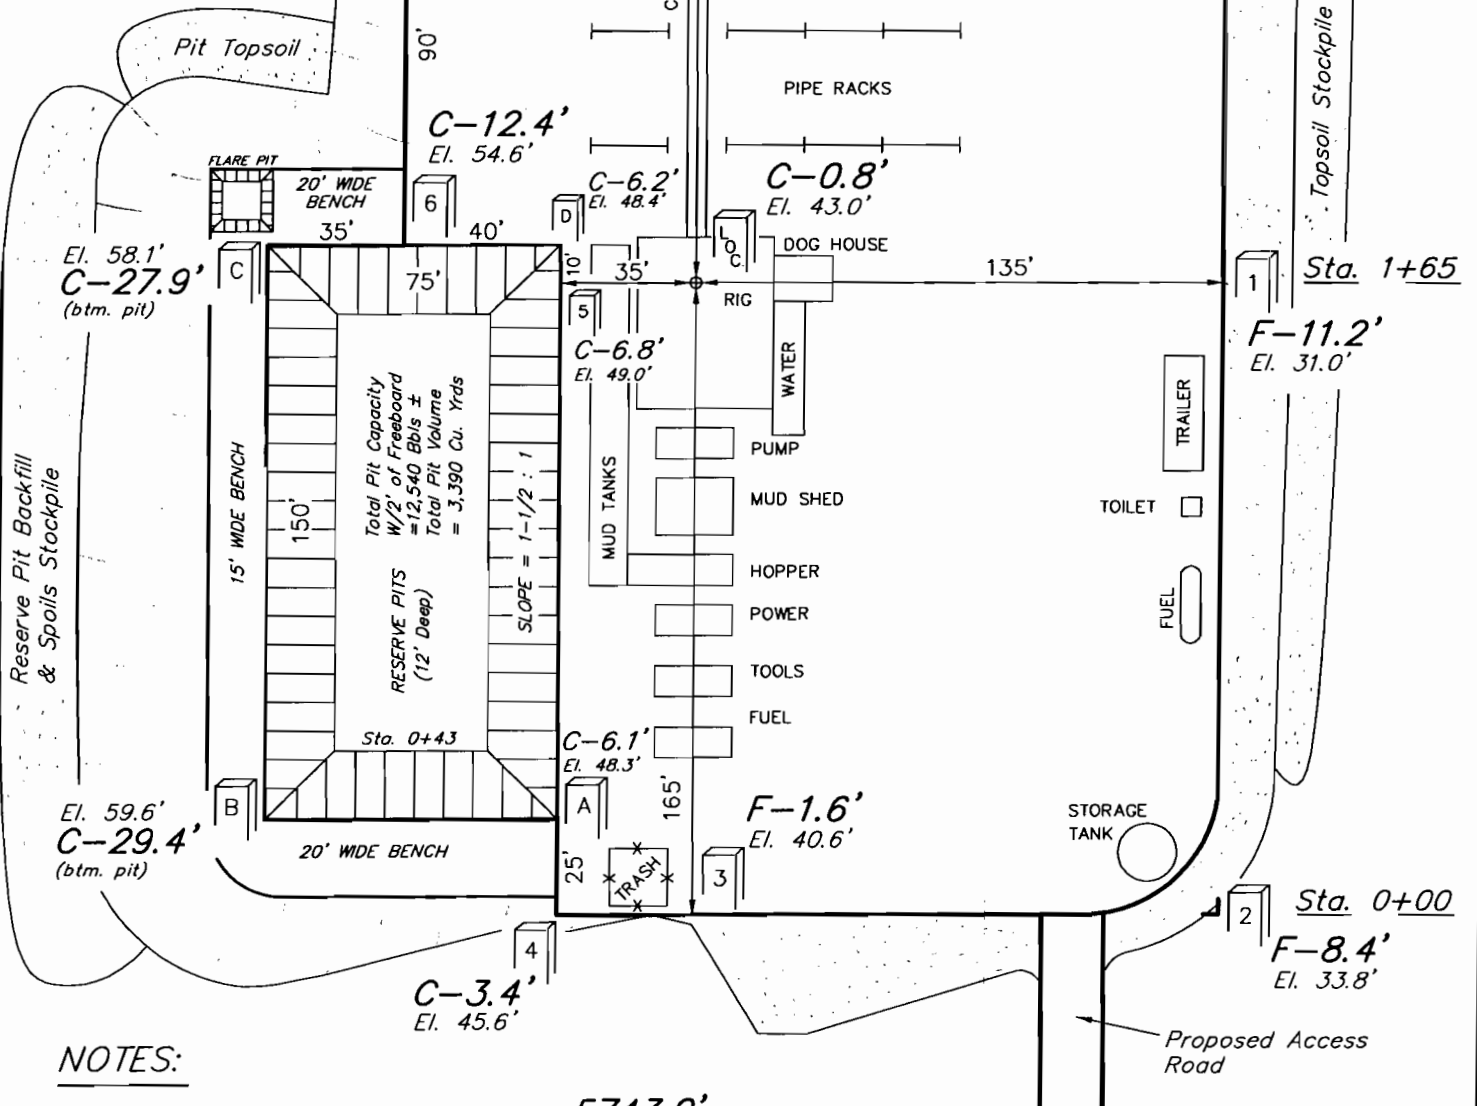 Pit Topsoil
90'
C
PIPE RACKS
Topsoil Stockpile
C-12.4'
El. 54.6'
FLARE PIT
20' WIDE
BENCH
6
D
C-6.2'
El. 48.4'
C-0.8'
El. 43.0'
LOC.
DOG HOUSE
35'
40'
El. 58.1'
C-27.9'
(btm. pit)
C
75'
10'
35'
RIG
135'
1
Sta. 1+65
F-11.2'
El. 31.0'
5
C-6.8'
El. 49.0'
WATER
TRAILER
Total Pit Capacity
W/2' of Freeboard
=12,540 Bbls ±
Total Pit Volume
= 3,390 Cu. Yrds
RESERVE PITS
(12' Deep)
150'
15' WIDE BENCH
SLOPE = 1-1/2 : 1
Reserve Pit Backfill
& Spoils Stockpile
MUD TANKS
PUMP
MUD SHED
HOPPER
POWER
TOOLS
FUEL
TOILET
FUEL
Sta. 0+43
C-6.1'
El. 48.3'
A
165'
El. 59.6'
C-29.4'
(btm. pit)
B
20' WIDE BENCH
25'
TRASH
3
F-1.6'
El. 40.6'
STORAGE
TANK
2
Sta. 0+00
F-8.4'
El. 33.8'
4
C-3.4'
El. 45.6'
Proposed Access
Road
NOTES: